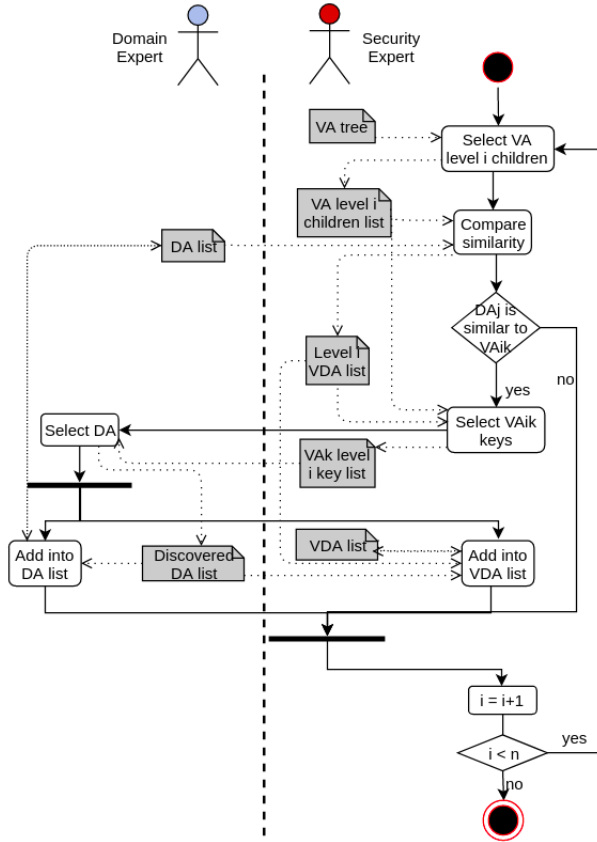 Domain
Expert
Security
Expert
VA tree
Select VA
level i children
VA level i
children list
Compare
similarity
DA list
DAj is
similar to
VAik
Level i
VDA list
no
yes
Select DA
Select VAik
keys
VAk level
i key list
VDA list
Add into
DA list
Discovered
DA list
Add into
VDA list
i = i+1
i < n
yes
no